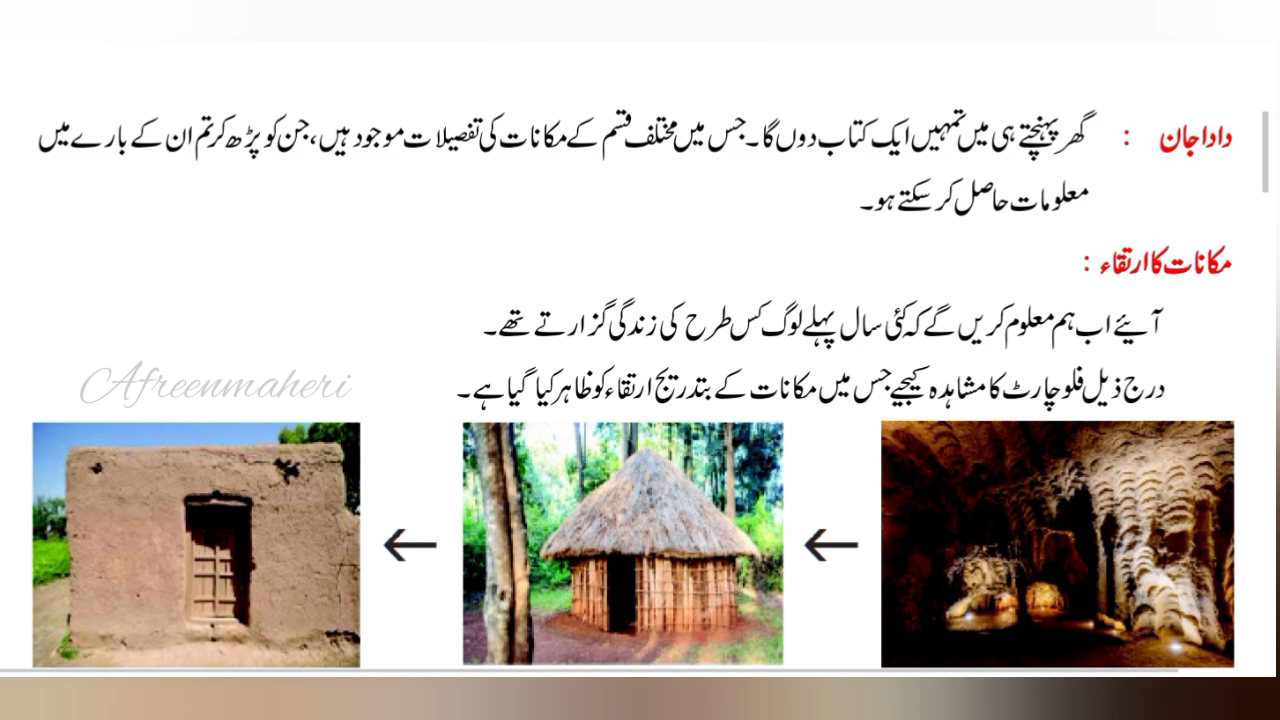 دادا جان : گھر پہنچتے ہی میں تمہیں ایک کتاب دوں گا۔ جس میں مختلف قسم کے مکانات کی تفصیلات موجود ہیں، جن کو پڑھ کر تم ان کے بارے میں
معلومات حاصل کر سکتے ہو۔
مکانات کا ارتقاء :
آیئے اب ہم معلوم کریں گے کہ کئی سال پہلے لوگ کس طرح کی زندگی گزارتے تھے۔
درج ذیل فلو چارٹ کا مشاہدہ کیجیے جس میں مکانات کے بتدریج ارتقاء کو ظاہر کیا گیا ہے۔
Afreenmaheri